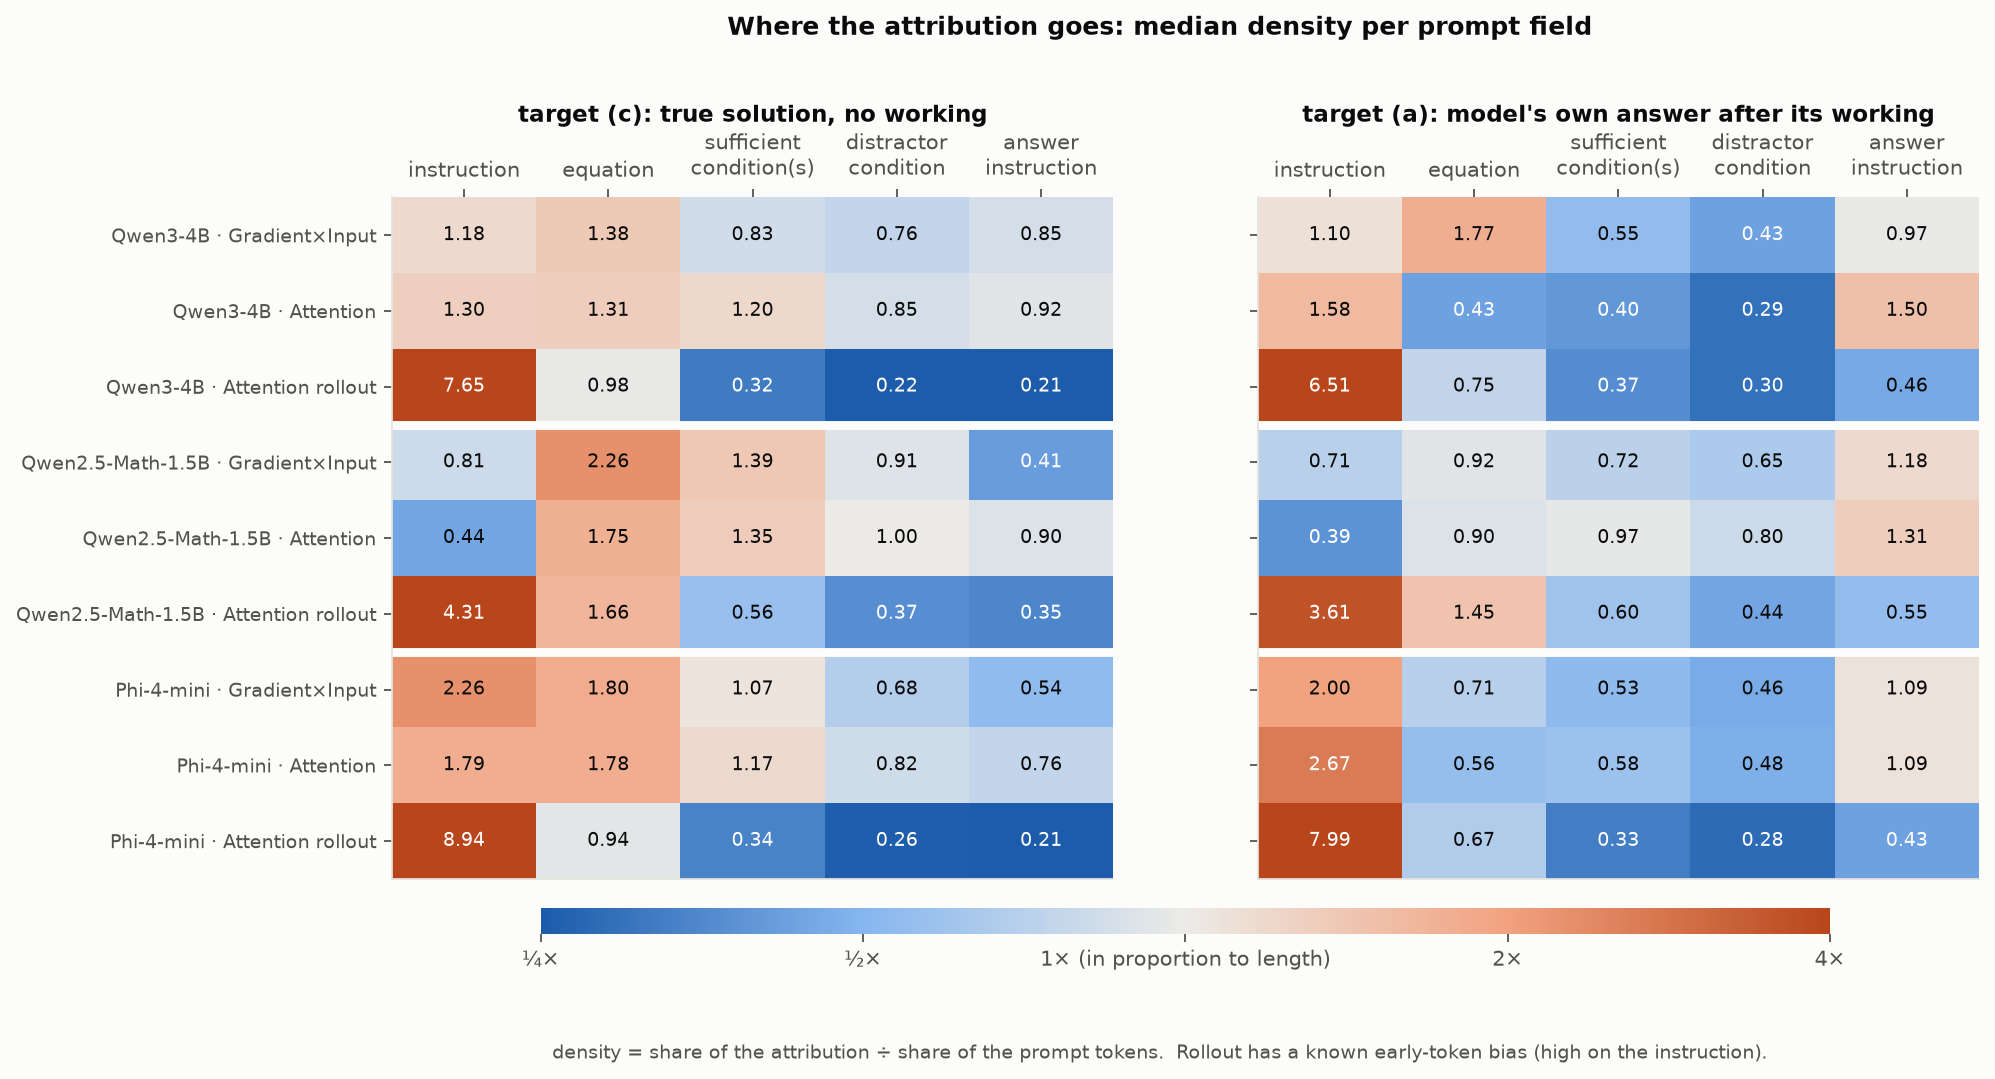 Where the attribution goes: median density per prompt field
target (c): true solution, no working
instruction equation sufficient condition(s) distractor condition answer instruction
target (a): model's own answer after its working
instruction equation sufficient condition(s) distractor condition answer instruction
Qwen3-4B · Gradient×Input 1.18 1.38 0.83 0.76 0.85 1.10 1.77 0.55 0.43 0.97
Qwen3-4B · Attention 1.30 1.31 1.20 0.85 0.92 1.58 0.43 0.40 0.29 1.50
Qwen3-4B · Attention rollout 7.65 0.98 0.32 0.22 0.21 6.51 0.75 0.37 0.30 0.46
Qwen2.5-Math-1.5B · Gradient×Input 0.81 2.26 1.39 0.91 0.41 0.71 0.92 0.72 0.65 1.18
Qwen2.5-Math-1.5B · Attention 0.44 1.75 1.35 1.00 0.90 0.39 0.90 0.97 0.80 1.31
Qwen2.5-Math-1.5B · Attention rollout 4.31 1.66 0.56 0.37 0.35 3.61 1.45 0.60 0.44 0.55
Phi-4-mini · Gradient×Input 2.26 1.80 1.07 0.68 0.54 2.00 0.71 0.53 0.46 1.09
Phi-4-mini · Attention 1.79 1.78 1.17 0.82 0.76 2.67 0.56 0.58 0.48 1.09
Phi-4-mini · Attention rollout 8.94 0.94 0.34 0.26 0.21 7.99 0.67 0.33 0.28 0.43
¼× ½× 1× (in proportion to length) 2× 4×
density = share of the attribution ÷ share of the prompt tokens. Rollout has a known early-token bias (high on the instruction).